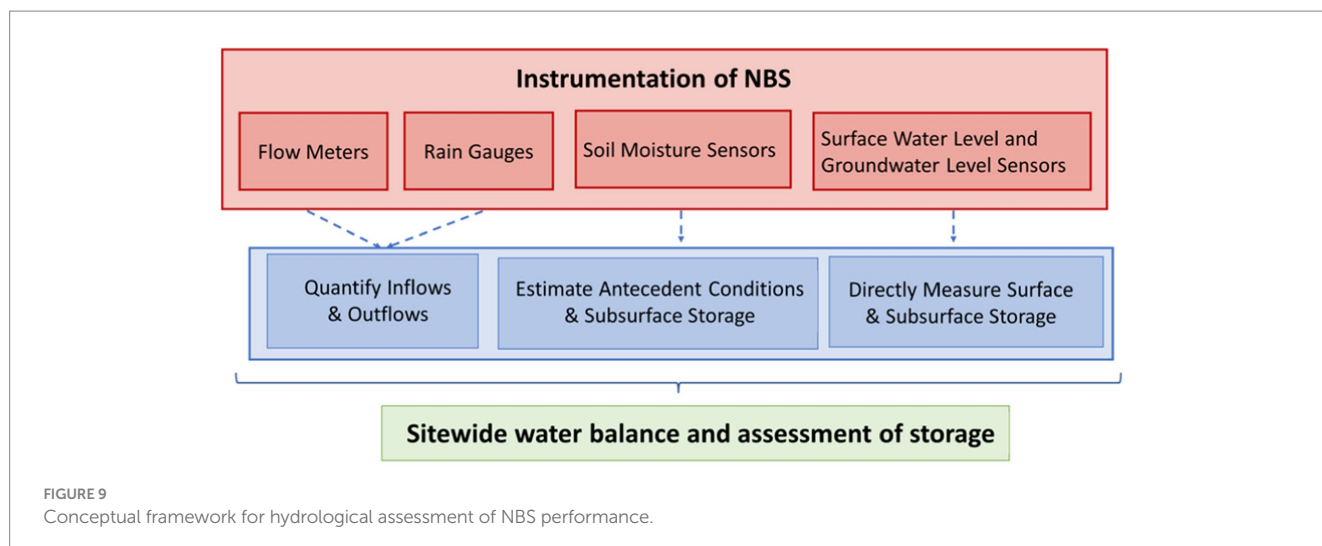 Instrumentation of NBS
Flow Meters
Rain Gauges
Soil Moisture Sensors
Surface Water Level and
Groundwater Level Sensors
Quantify Inflows
& Outflows
Estimate Antecedent Conditions
& Subsurface Storage
Directly Measure Surface
& Subsurface Storage
Sitewide water balance and assessment of storage
FIGURE 9
Conceptual framework for hydrological assessment of NBS performance.